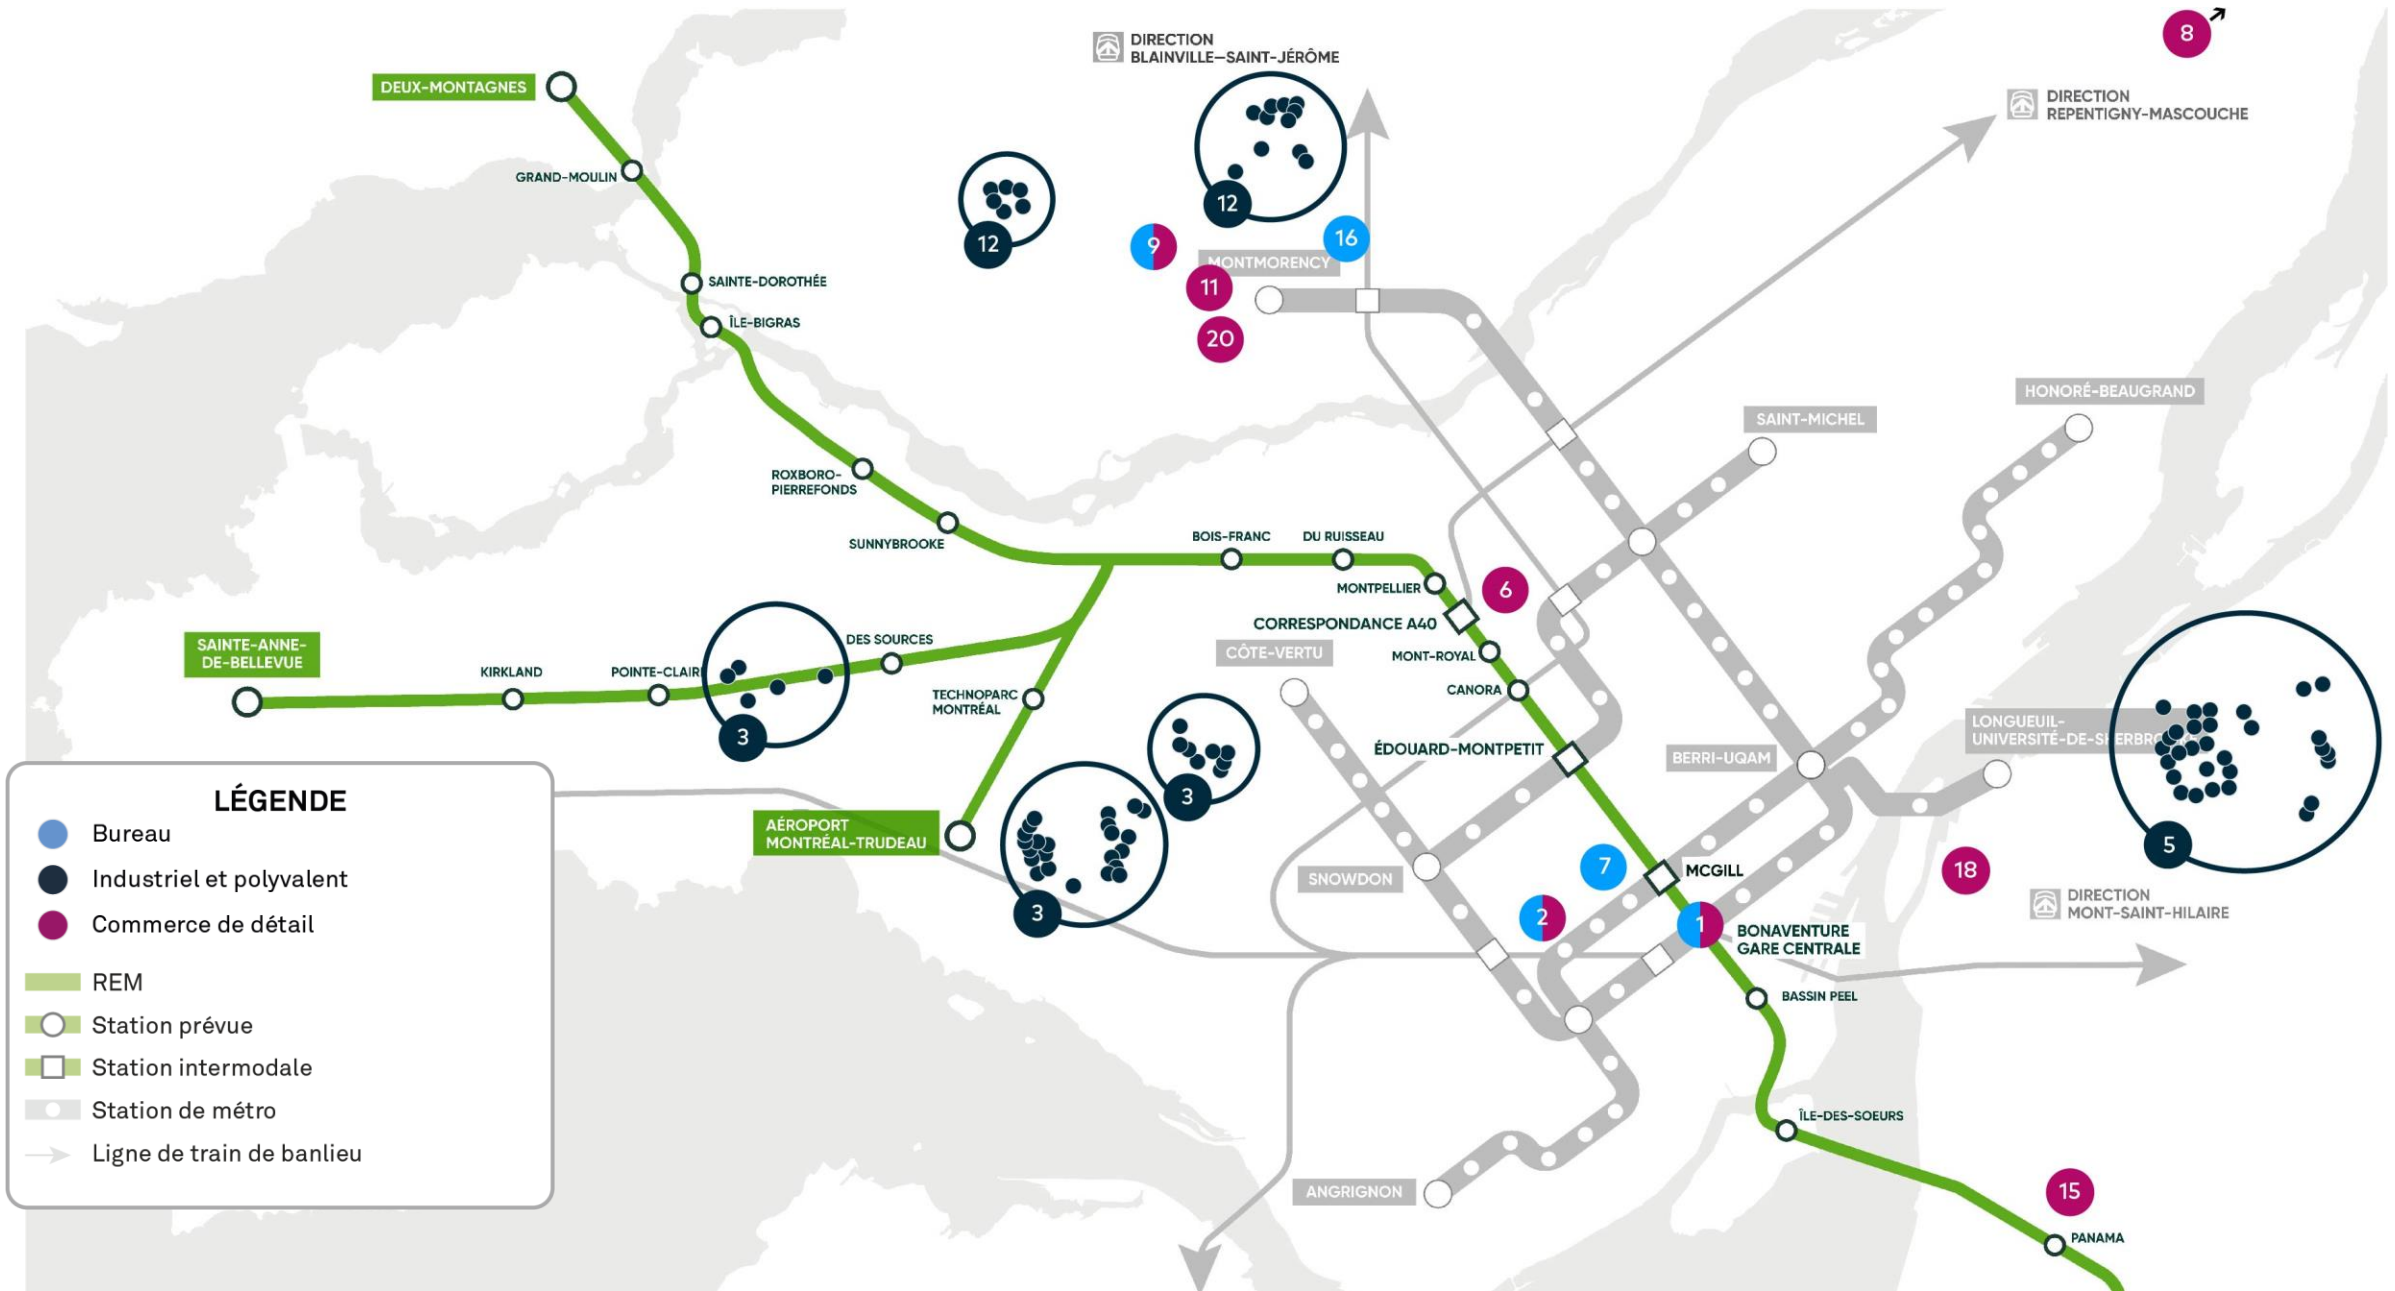 8
DIRECTION
BLAINVILLE—SAINT-JÉRÔME
DEUX-MONTAGNES
DIRECTION
REPENTIGNY-MASCOUCHE
GRAND-MOULIN
12
12
9
16
MONTMORENCY
SAINTE-DOROTHÉE
11
ÎLE-BIGRAS
20
HONORÉ-BEAUGRAND
SAINT-MICHEL
ROXBORO-
PIERREFONDS
SUNNYBROOKE
BOIS-FRANC
DU RUISSEAU
MONTPELLIER
6
CORRESPONDANCE A40
SAINTE-ANNE-
DE-BELLEVUE
DES SOURCES
CÔTE-VERTU
MONT-ROYAL
KIRKLAND
POINTE-CLAIR
CANORA
TECHNOPARC
MONTRÉAL
3
ÉDOUARD-MONTPETIT
BERRI-UQAM
LONGUEUIL-
UNIVERSITÉ-DE-SHERBROOKE
3
AÉROPORT
MONTRÉAL-TRUDEAU
5
7
MCGILL
18
SNOWDON
3
2
1
DIRECTION
MONT-SAINT-HILAIRE
BONAVENTURE
GARE CENTRALE
BASSIN PEEL
ÎLE-DES-SOEURS
ANGRIGNON
15
PANAMA
LÉGENDE
Bureau
Industriel et polyvalent
Commerce de détail
REM
Station prévue
Station intermodale
Station de métro
Ligne de train de banlieu